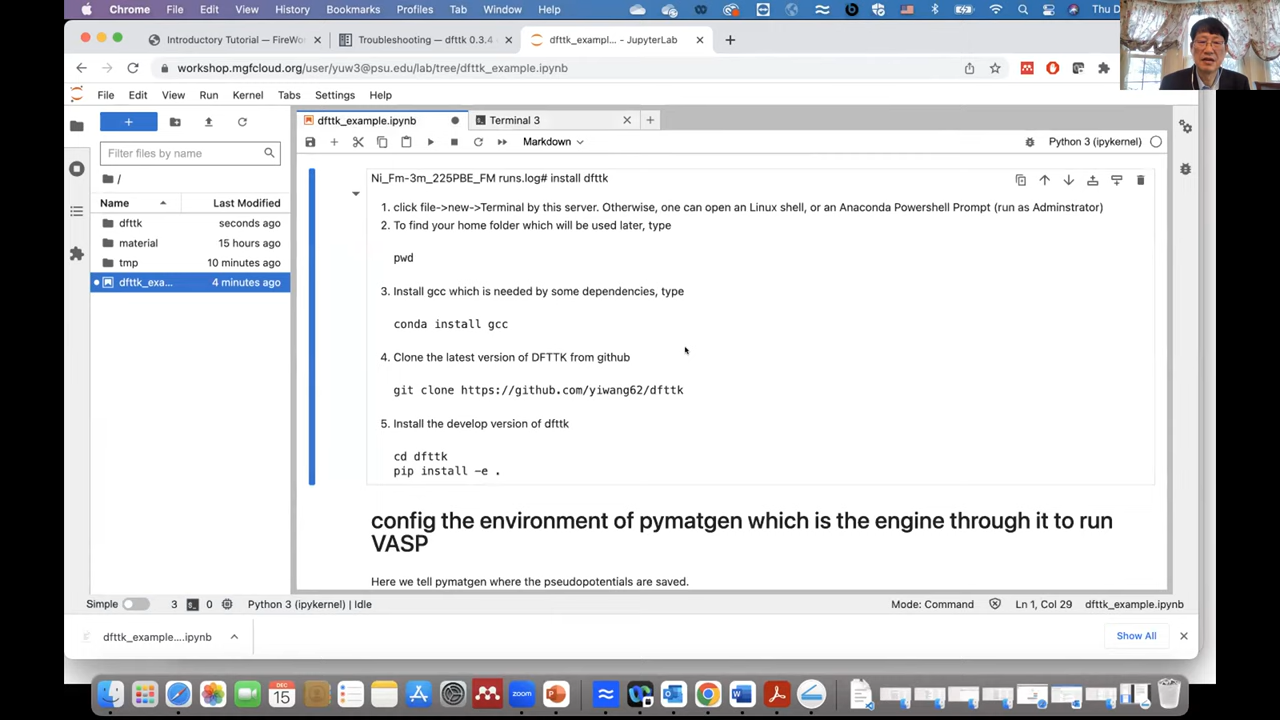 Chrome File Edit View History Bookmarks Profiles Tab Window Help Thu D
Introductory Tutorial — FireWo
Troubleshooting — dfttk 0.3.4
dfttk_exampl... - JupyterLab
workshop.mgfcloud.org/user/yuw3@psu.edu/lab/tree/dfttk_example.ipynb
File Edit View Run Kernel Tabs Settings Help
dfttk_example.ipynb
Terminal 3
Markdown
Python 3 (ipykernel)
Filter files by name
/
Name Last Modified
dfttk seconds ago
material 15 hours ago
tmp 10 minutes ago
dfttk_exa... 4 minutes ago
Ni_Fm-3m_225PBE_FM runs.log# install dfttk
1. click file->new->Terminal by this server. Otherwise, one can open an Linux shell, or an Anaconda Powershell Prompt (run as Adminstrator)
2. To find your home folder which will be used later, type
pwd
3. Install gcc which is needed by some dependencies, type
conda install gcc
4. Clone the latest version of DFTTK from github
git clone https://github.com/yiwang62/dfttk
5. Install the develop version of dfttk
cd dfttk
pip install -e .
config the environment of pymatgen which is the engine through it to run
VASP
Here we tell pymatgen where the pseudopotentials are saved.
Simple 3 0 Python 3 (ipykernel) | Idle Mode: Command Ln 1, Col 29 dfttk_example.ipynb
dfttk_example....ipynb
Show All
DEC
15
zoom